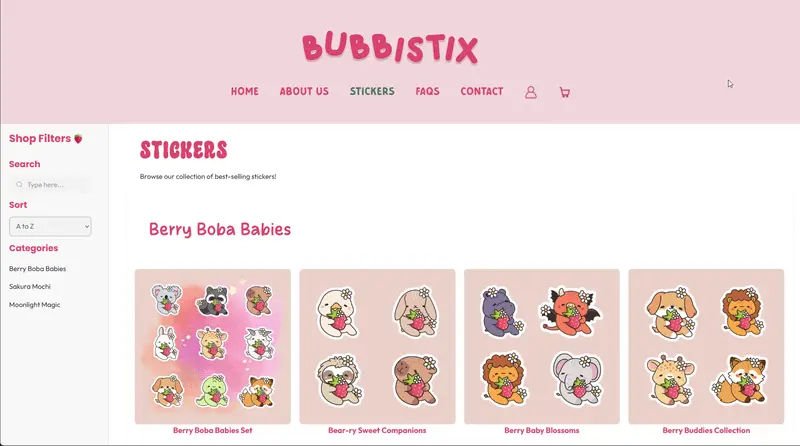 BUBBISTIX
HOME ABOUT US STICKERS FAQS CONTACT
Shop Filters
Search
Type here...
Sort
A to Z
Categories
Berry Boba Babies
Sakura Mochi
Moonlight Magic
STICKERS
Browse our collection of best-selling stickers!
Berry Boba Babies
Berry Boba Babies Set
Bear-ry Sweet Companions
Berry Baby Blossoms
Berry Buddies Collection